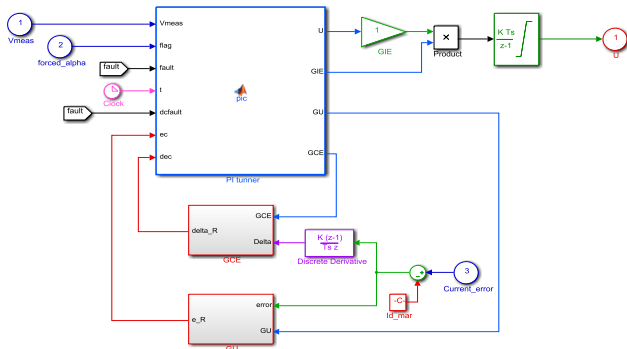 1
Vmeas
2
forced_alpha
fault
Clock
fault
Vmeas
flag
fault
t
dcfault
ec
dec
pic
U
GIE
GU
GCE
PI tunner
1
GIE
×
Product
K Ts
z-1
1
U
GCE
delta_R
Delta
GCE
K (z-1)
Ts z
Discrete Derivative
-C-
Id_mar
3
Current_error
error
e_R
GU
GU